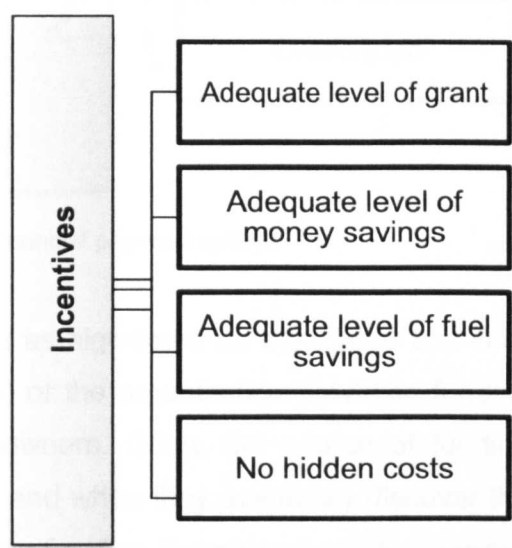 Incentives
Adequate level of grant
Adequate level of
money savings
Adequate level of fuel
savings
No hidden costs